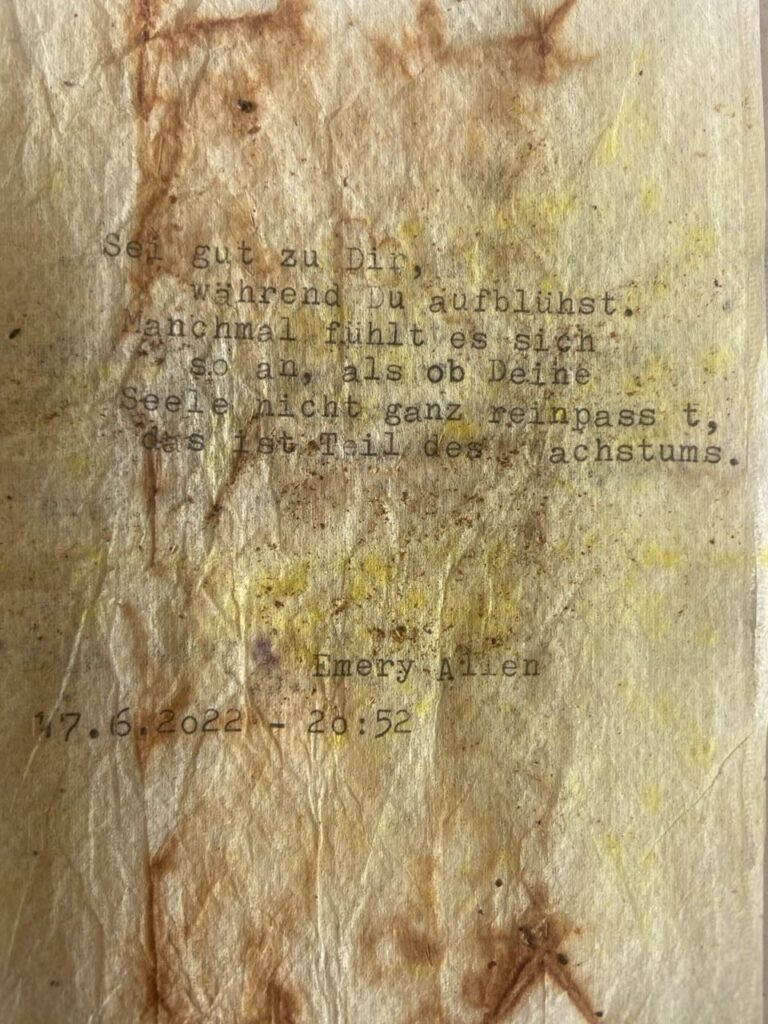 Sei gut zu Dir,
während Du aufblühst.
Manchmal fühlt es sich
so an, als ob Deine
Seele nicht ganz reinpass t,
das ist Teil des achstums.
Emery Allen
17.6.2022 - 20:52